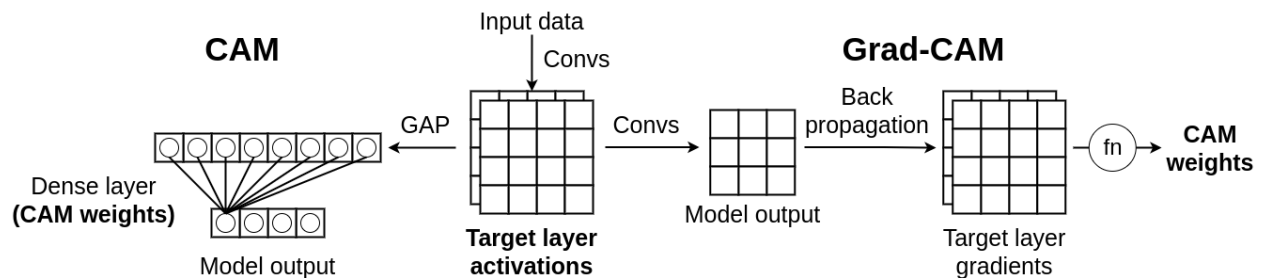 Input data
CAM
Grad-CAM
Convs
GAP
Convs
Back
propagation
fn
CAM
weights
Dense layer
(CAM weights)
Model output
Target layer
activations
Model output
Target layer
gradients